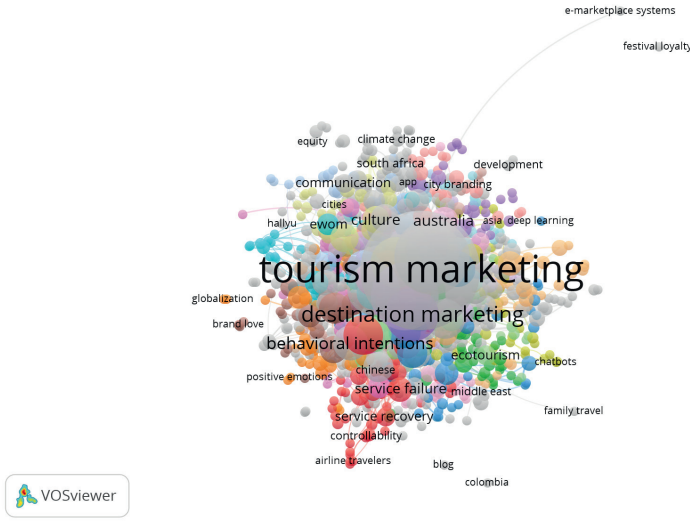 e-marketplace systems
festival loyalty
equity
climate change
south africa
development
communication
app
city branding
cities
hallyu
ewom
culture
australia
asia
deep learning
tourism marketing
globalization
destination marketing
brand love
behavioral intentions
ecotourism
chatbots
chinese
positive emotions
service failure
middle east
family travel
service recovery
controllability
airline travelers
blog
colombia
VOSviewer